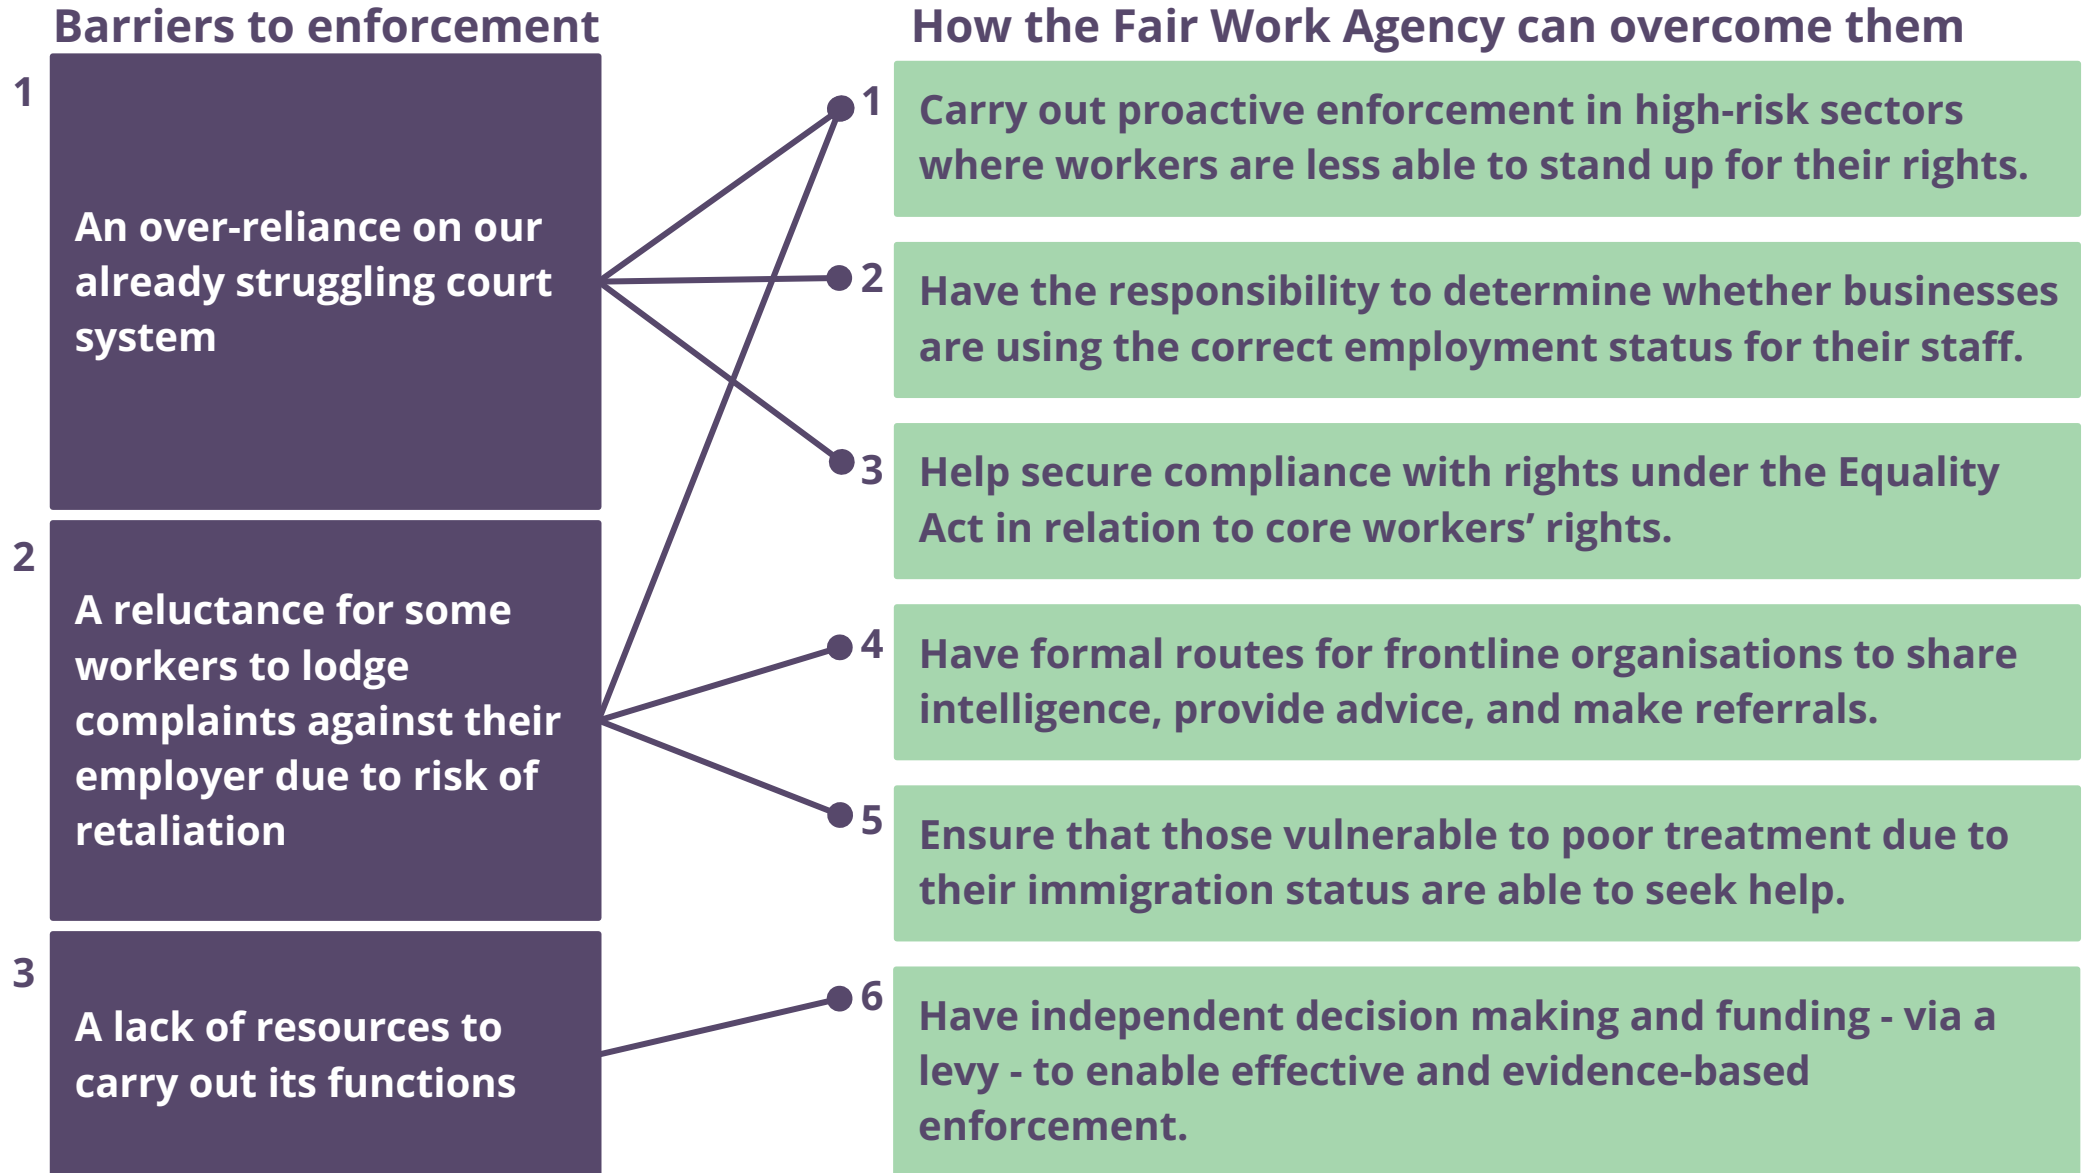 Barriers to enforcement
1
An over-reliance on our
already struggling court
system
2
A reluctance for some
workers to lodge
complaints against their
employer due to risk of
retaliation
3
A lack of resources to
carry out its functions
How the Fair Work Agency can overcome them
1
Carry out proactive enforcement in high-risk sectors
where workers are less able to stand up for their rights.
2
Have the responsibility to determine whether businesses
are using the correct employment status for their staff.
3
Help secure compliance with rights under the Equality
Act in relation to core workers’ rights.
4
Have formal routes for frontline organisations to share
intelligence, provide advice, and make referrals.
5
Ensure that those vulnerable to poor treatment due to
their immigration status are able to seek help.
6
Have independent decision making and funding - via a
levy - to enable effective and evidence-based
enforcement.